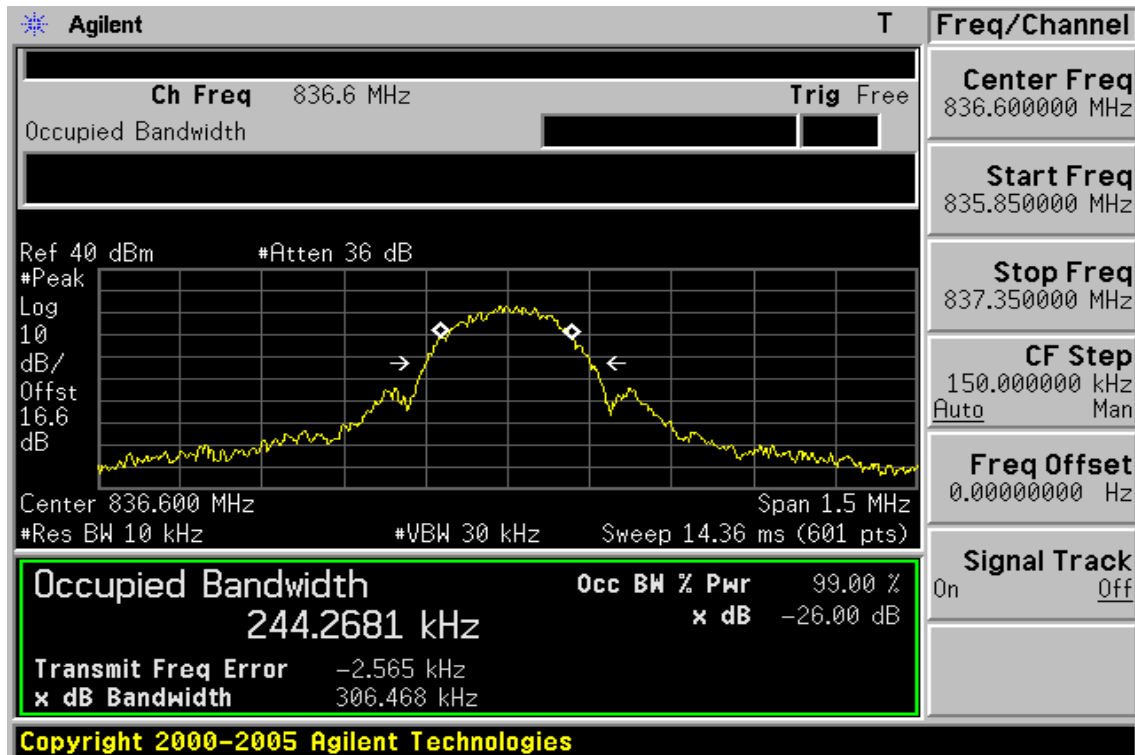 Agilent T
Ch Freq 836.6 MHz Trig Free
Occupied Bandwidth
Ref 40 dBm #Atten 36 dB
#Peak
Log
10
dB/
Offst
16.6
dB
Center 836.600 MHz Span 1.5 MHz
#Res BW 10 kHz #VBW 30 kHz Sweep 14.36 ms (601 pts)
Occupied Bandwidth Occ BW % Pwr 99.00 %
244.2681 kHz x dB -26.00 dB
Transmit Freq Error -2.565 kHz
x dB Bandwidth 306.468 kHz
Copyright 2000-2005 Agilent Technologies
Freq/Channel
Center Freq
836.600000 MHz
Start Freq
835.850000 MHz
Stop Freq
837.350000 MHz
CF Step
150.000000 kHz
Auto Man
Freq Offset
0.00000000 Hz
Signal Track
On Off